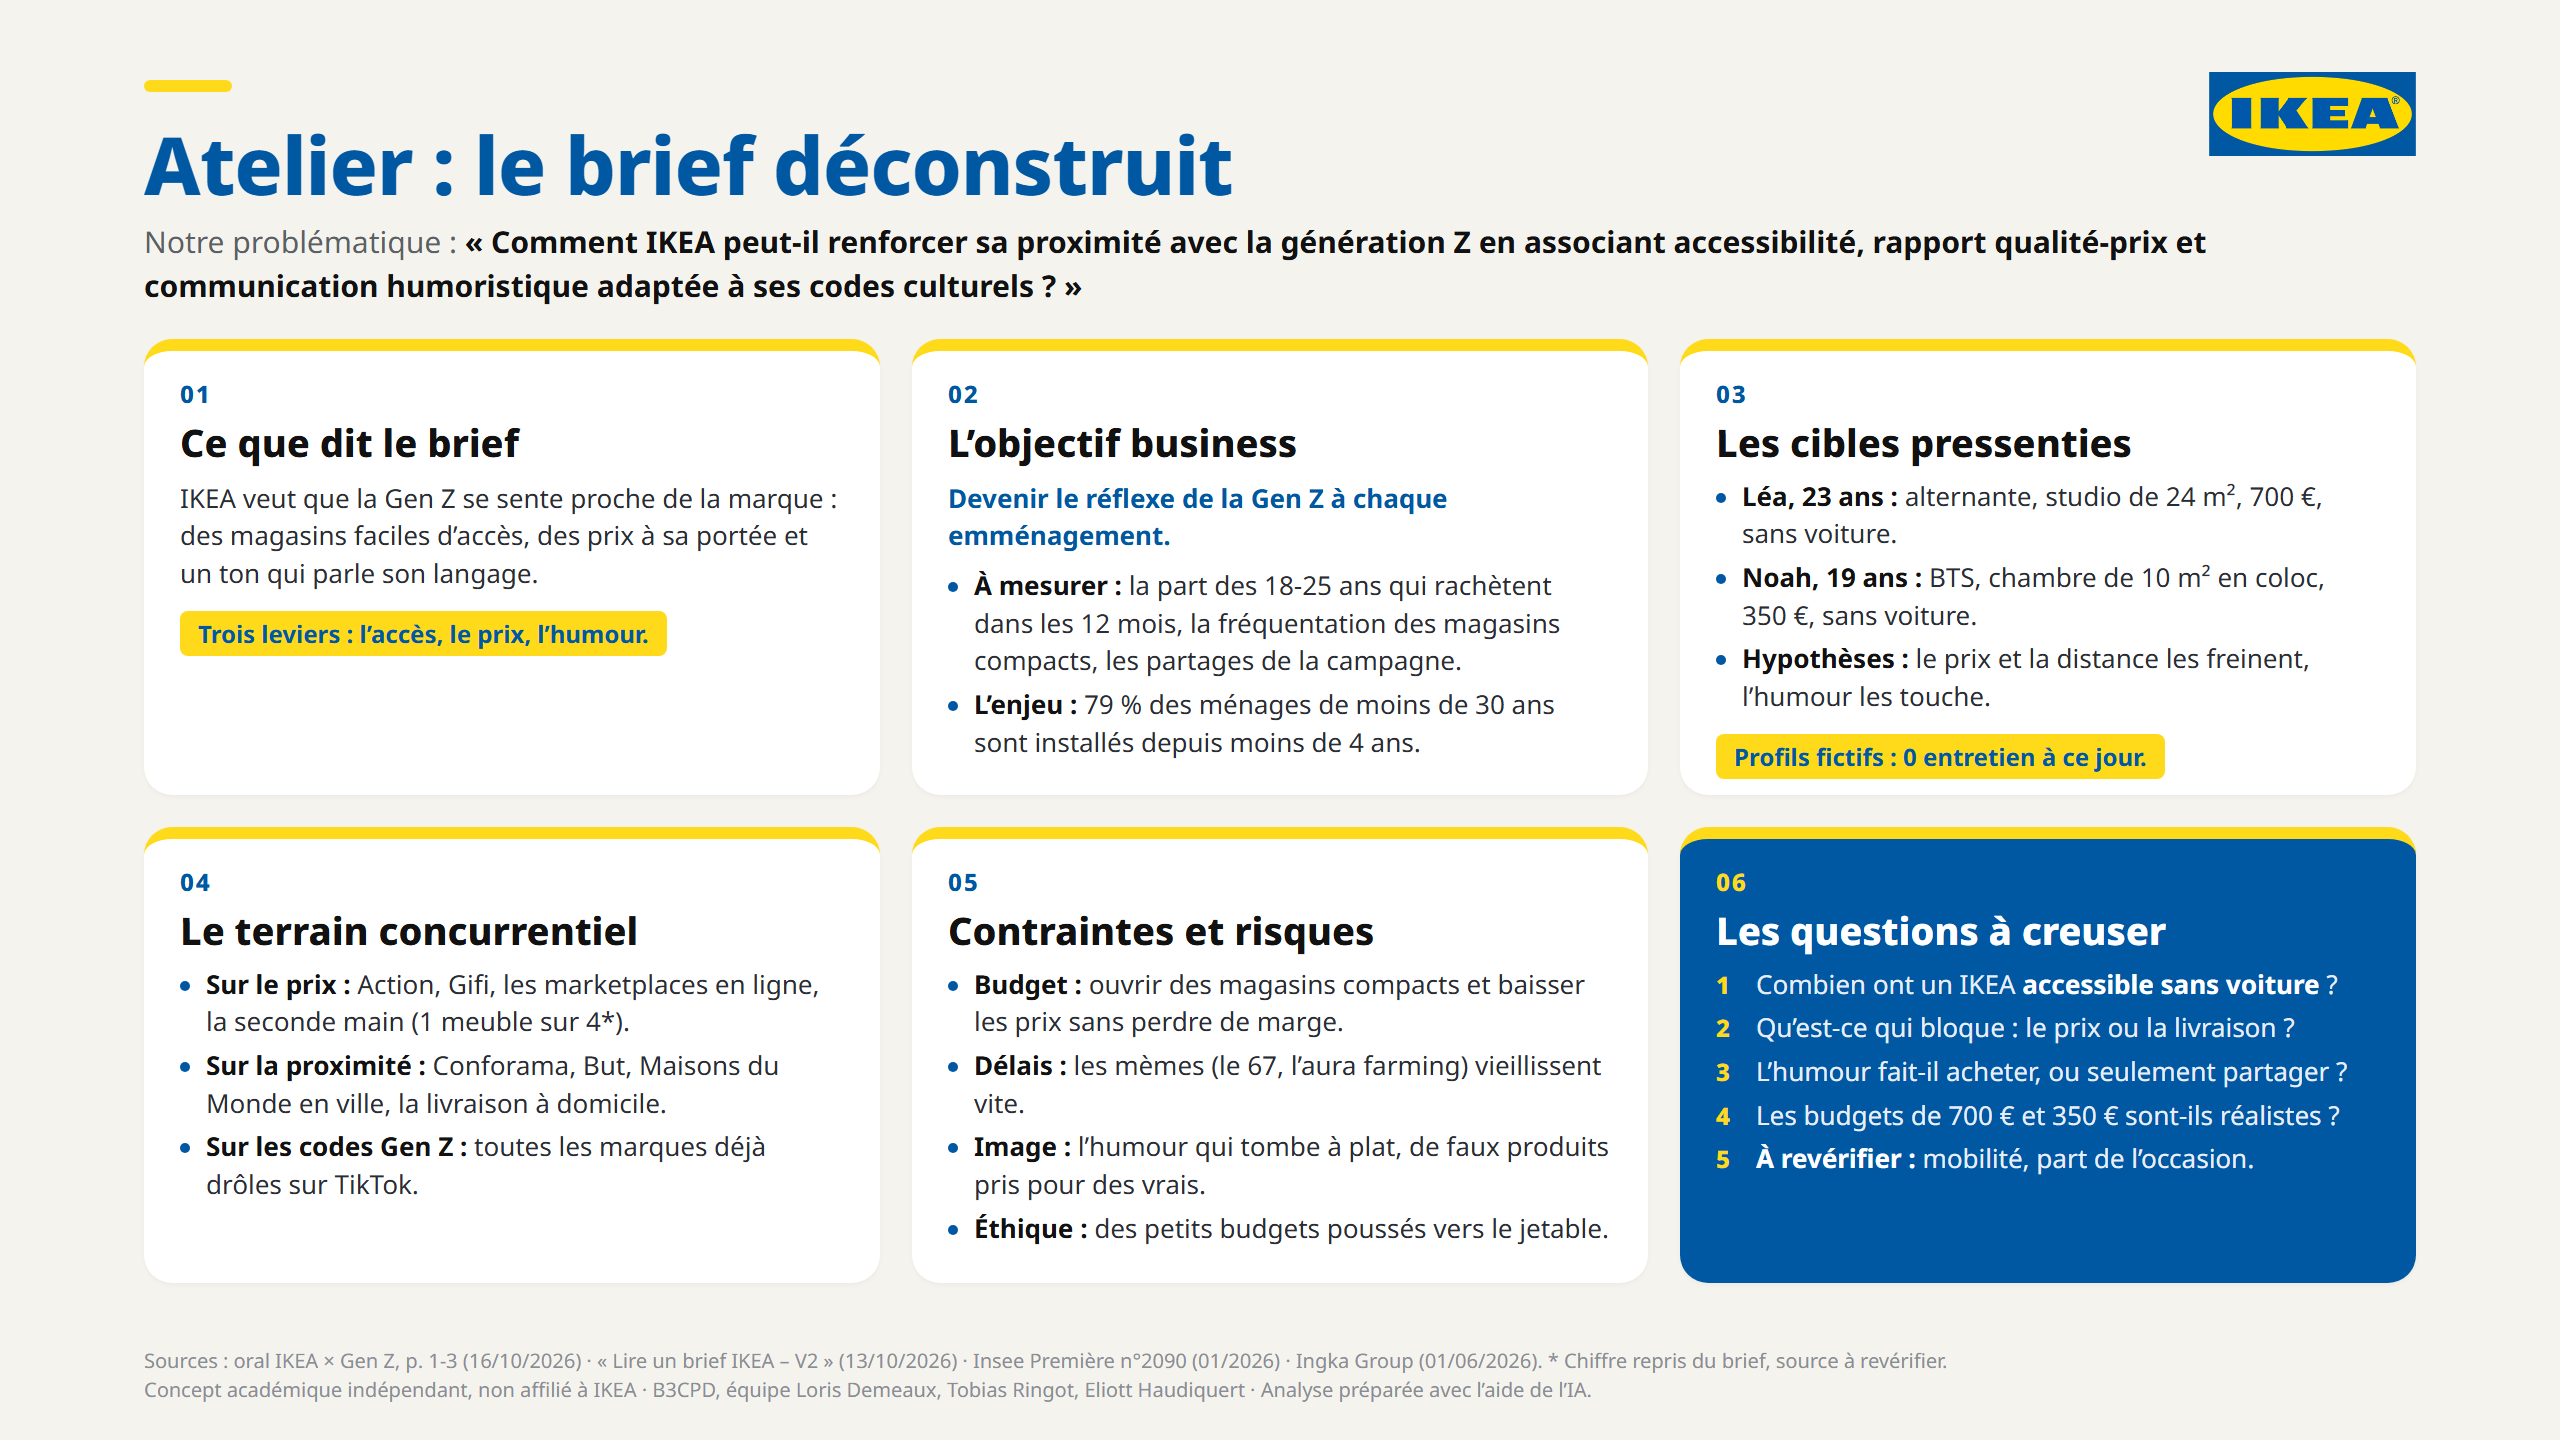 IKEA®
Atelier : le brief déconstruit
Notre problématique : « Comment IKEA peut-il renforcer sa proximité avec la génération Z en associant accessibilité, rapport qualité-prix et
communication humoristique adaptée à ses codes culturels ? »
01
Ce que dit le brief
IKEA veut que la Gen Z se sente proche de la marque :
des magasins faciles d’accès, des prix à sa portée et
un ton qui parle son langage.
Trois leviers : l’accès, le prix, l’humour.
02
L’objectif business
Devenir le réflexe de la Gen Z à chaque
emménagement.
• À mesurer : la part des 18-25 ans qui rachètent
dans les 12 mois, la fréquentation des magasins
compacts, les partages de la campagne.
• L’enjeu : 79 % des ménages de moins de 30 ans
sont installés depuis moins de 4 ans.
03
Les cibles pressenties
• Léa, 23 ans : alternante, studio de 24 m², 700 €,
sans voiture.
• Noah, 19 ans : BTS, chambre de 10 m² en coloc,
350 €, sans voiture.
• Hypothèses : le prix et la distance les freinent,
l’humour les touche.
Profils fictifs : 0 entretien à ce jour.
04
Le terrain concurrentiel
• Sur le prix : Action, Gifi, les marketplaces en ligne,
la seconde main (1 meuble sur 4*).
• Sur la proximité : Conforama, But, Maisons du
Monde en ville, la livraison à domicile.
• Sur les codes Gen Z : toutes les marques déjà
drôles sur TikTok.
05
Contraintes et risques
• Budget : ouvrir des magasins compacts et baisser
les prix sans perdre de marge.
• Délais : les mèmes (le 67, l’aura farming) vieillissent
vite.
• Image : l’humour qui tombe à plat, de faux produits
pris pour des vrais.
• Éthique : des petits budgets poussés vers le jetable.
06
Les questions à creuser
1 Combien ont un IKEA accessible sans voiture ?
2 Qu’est-ce qui bloque : le prix ou la livraison ?
3 L’humour fait-il acheter, ou seulement partager ?
4 Les budgets de 700 € et 350 € sont-ils réalistes ?
5 À revérifier : mobilité, part de l’occasion.
Sources : oral IKEA × Gen Z, p. 1-3 (16/10/2026) · « Lire un brief IKEA – V2 » (13/10/2026) · Insee Première n°2090 (01/2026) · Ingka Group (01/06/2026). * Chiffre repris du brief, source à revérifier.
Concept académique indépendant, non affilié à IKEA · B3CPD, équipe Loris Demeaux, Tobias Ringot, Eliott Haudiquert · Analyse préparée avec l’aide de l’IA.